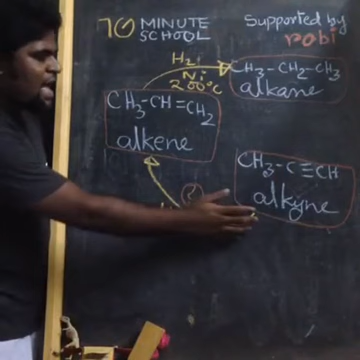 10 MINUTE
SCHOOL
Supported by
robi
H₂
Ni
200°C
CH₃-CH₂-CH₃
alkane
CH₃-CH=CH₂
alkene
CH₃-C≡CH
alkyne